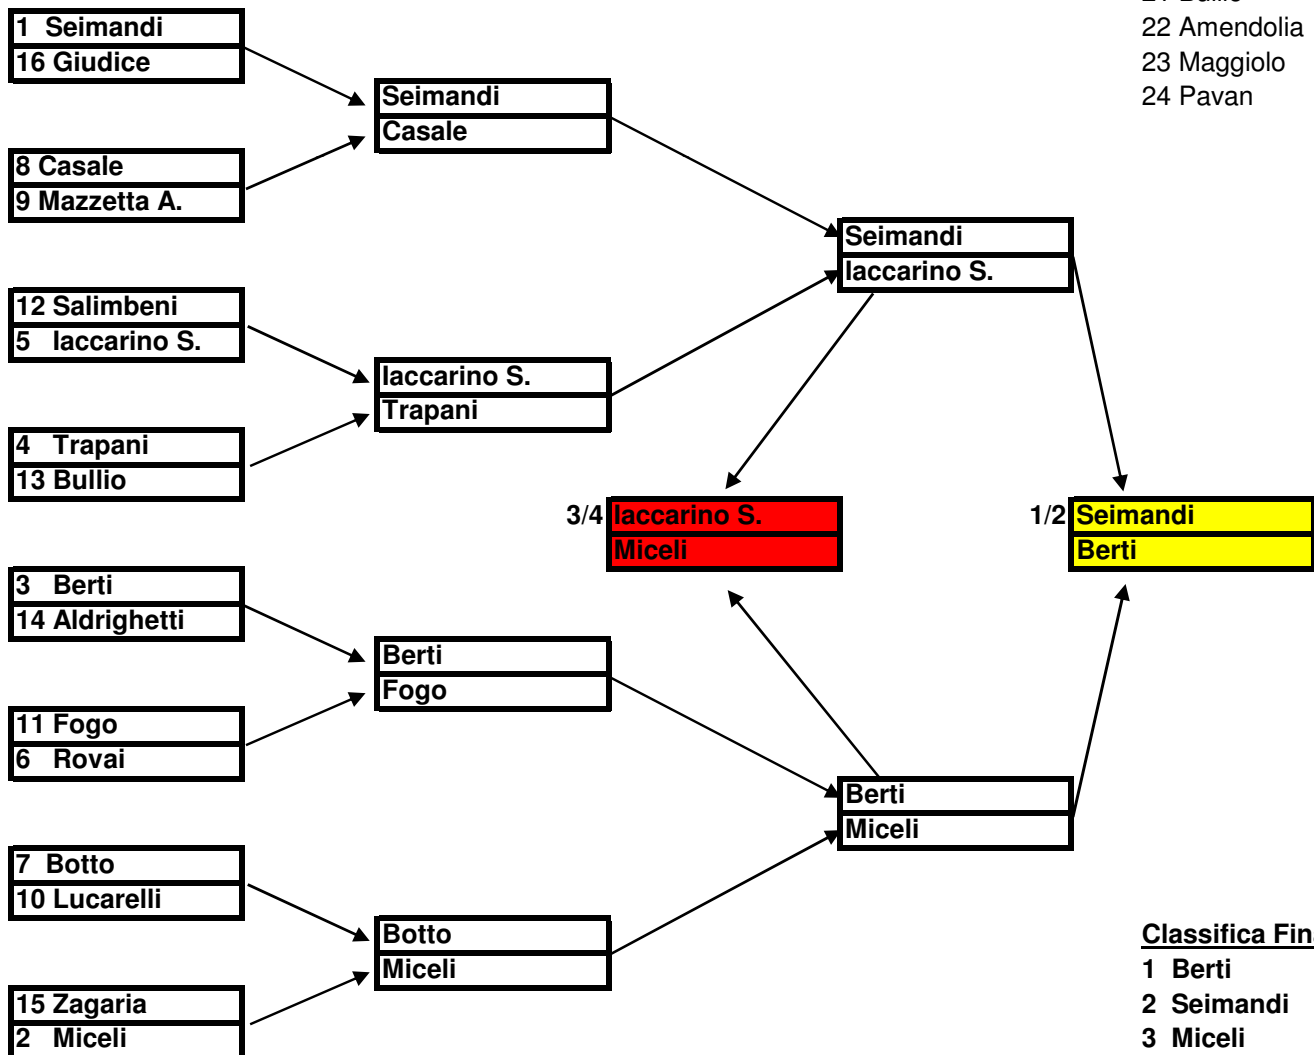 22 Amendolia
23 Maggiolo
24 Pavan
1 Seimandi
16 Giudice
8 Casale
9 Mazzetta A.
12 Salimbeni
5 Iaccarino S.
4 Trapani
13 Bullio
3 Berti
14 Aldrighetti
11 Fogo
6 Rovai
7 Botto
10 Lucarelli
15 Zagaria
2 Miceli
Seimandi
Casale
Iaccarino S.
Trapani
Berti
Fogo
Botto
Miceli
Seimandi
Iaccarino S.
Berti
Miceli
3/4 Iaccarino S.
Miceli
1/2 Seimandi
Berti
Classifica Fin
1 Berti
2 Seimandi
3 Miceli